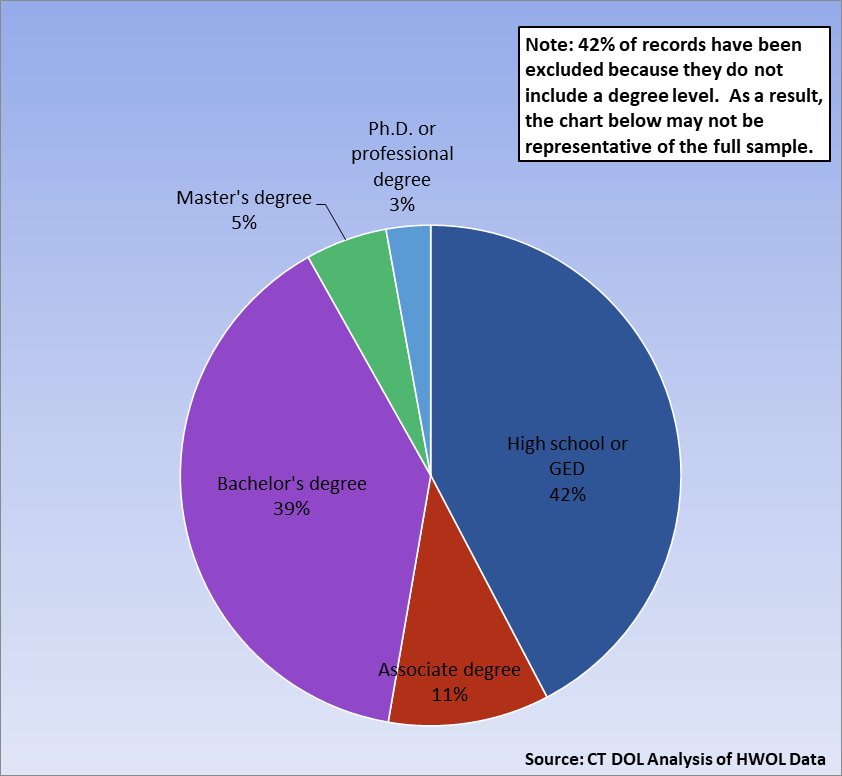 Note: 42% of records have been
excluded because they do not
include a degree level.  As a result,
the chart below may not be
representative of the full sample.
Ph.D. or
professional
degree
3%
Master's degree
5%
High school or
GED
42%
Bachelor's degree
39%
Associate degree
11%
Source: CT DOL Analysis of HWOL Data